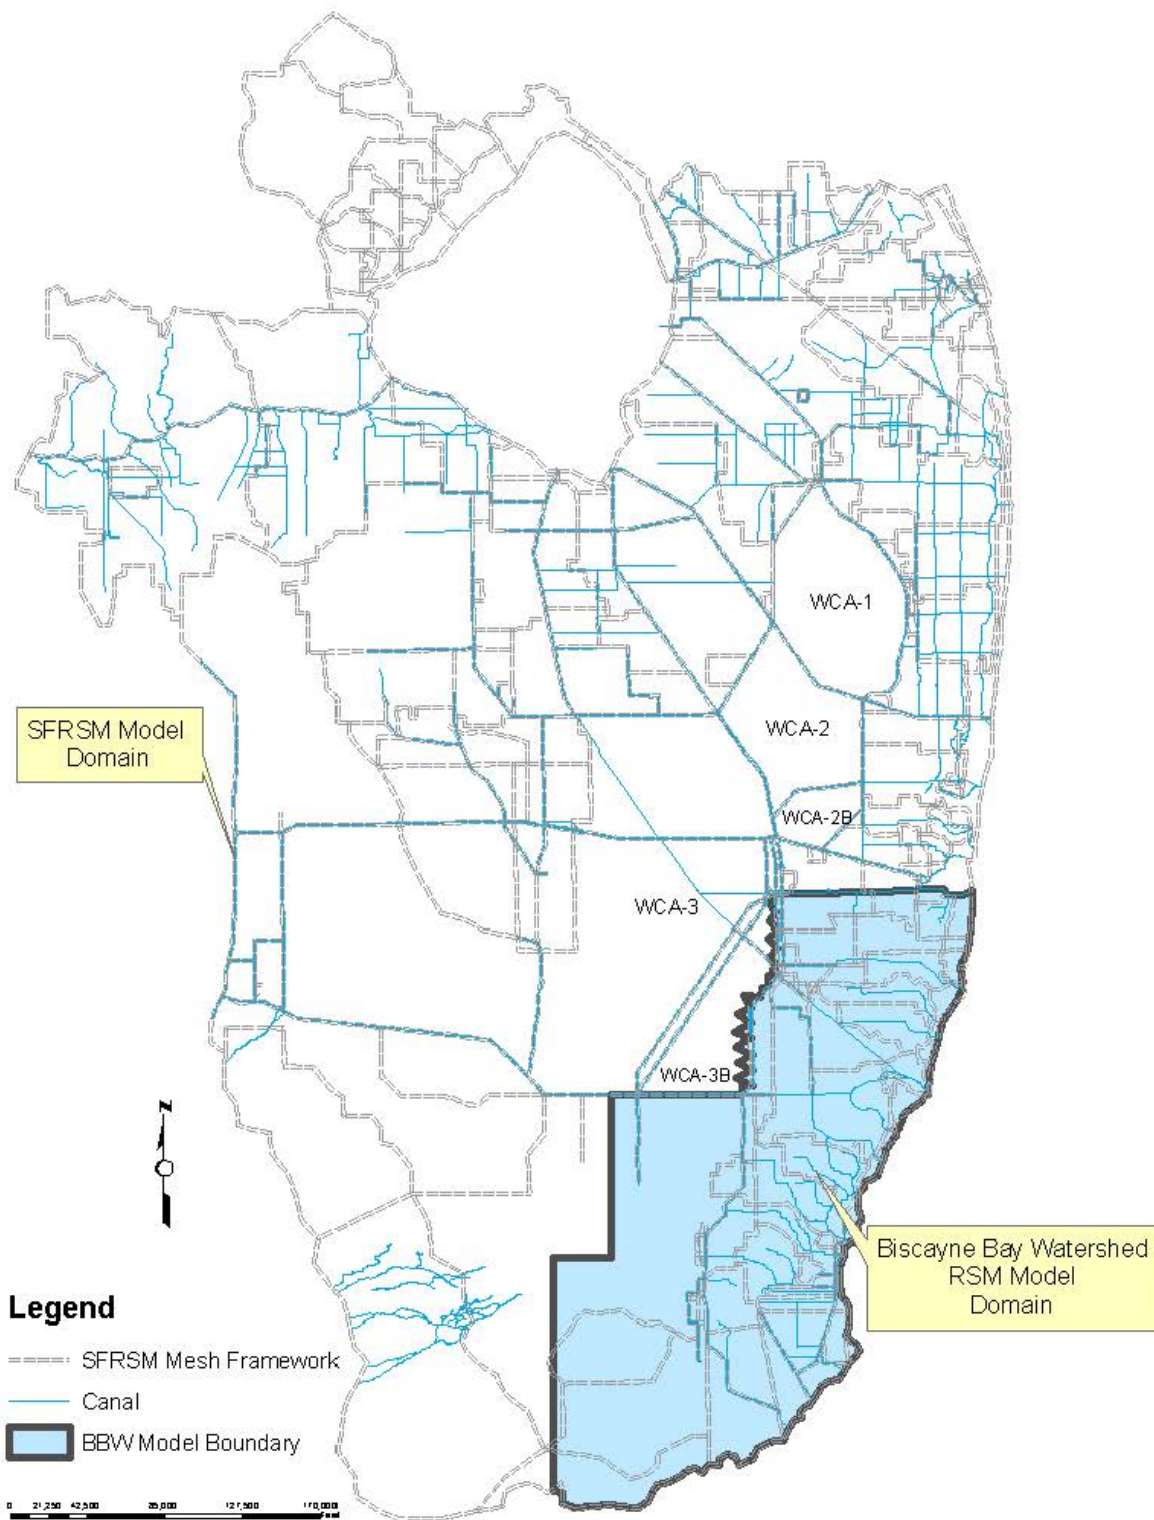 WCA-1
SFRSM Model
Domain
WCA-2
WCA-2B
WCA-3
WCA-3B
N
Biscayne Bay Watershed
RSM Model
Domain
Legend
SFRSM Mesh Framework
Canal
BBW Model Boundary
0 21,250 42,500 85,000 127,500 170,000
Feet